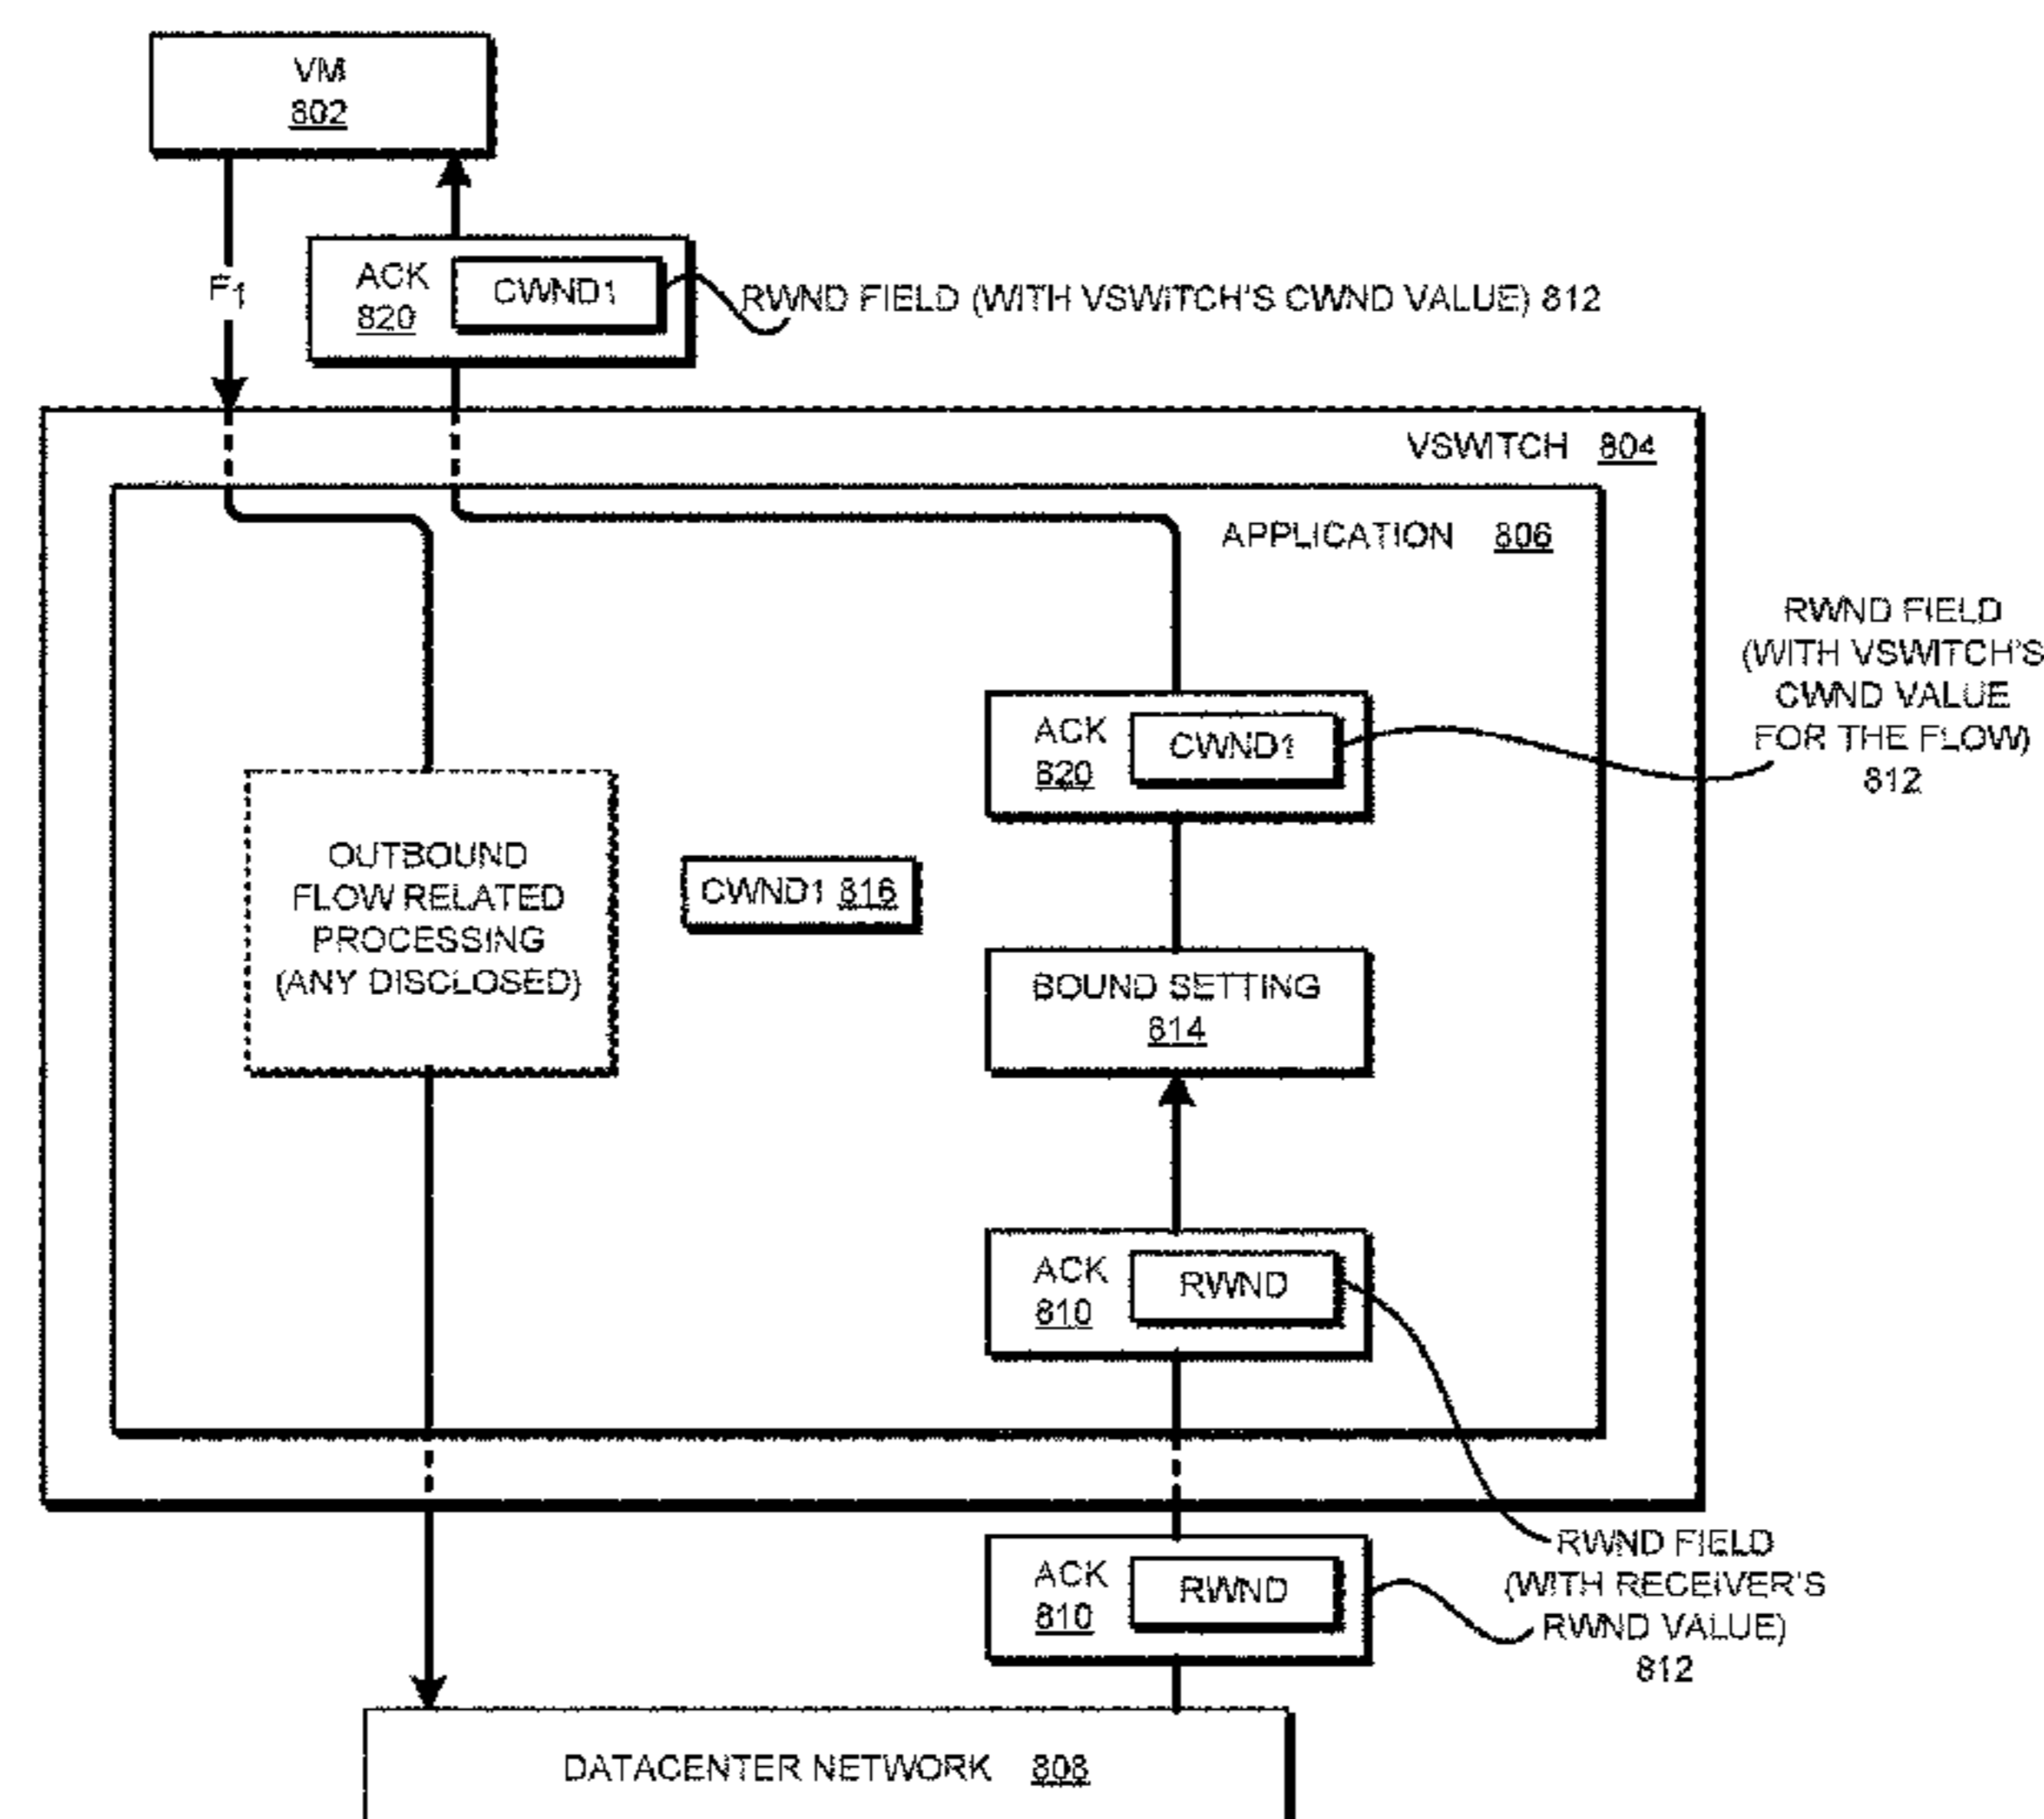 VM
802
F1
ACK
820
CWND1
RWND FIELD (WITH VSWITCH'S CWND VALUE) 812
VSWITCH 804
APPLICATION 806
RWND FIELD
(WITH VSWITCH'S
CWND VALUE
FOR THE FLOW)
812
ACK
820
CWND1
OUTBOUND
FLOW RELATED
PROCESSING
(ANY DISCLOSED)
CWND1 816
BOUND SETTING
814
ACK
810
RWND
RWND FIELD
(WITH RECEIVER'S
RWND VALUE)
812
ACK
810
RWND
DATACENTER NETWORK 808